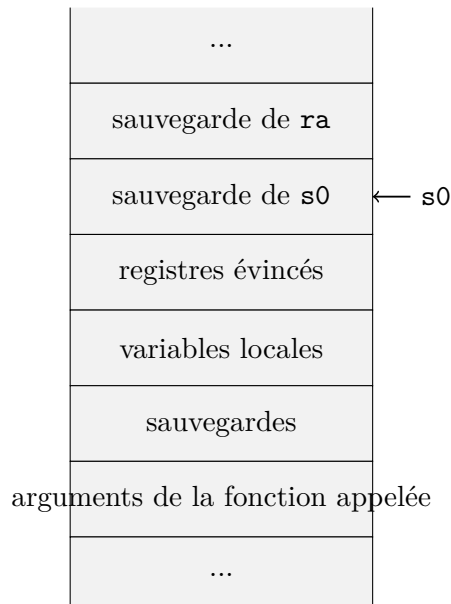 ...
sauvegarde de ra
sauvegarde de s0
s0
registres évincés
variables locales
sauvegardes
arguments de la fonction appelée
...